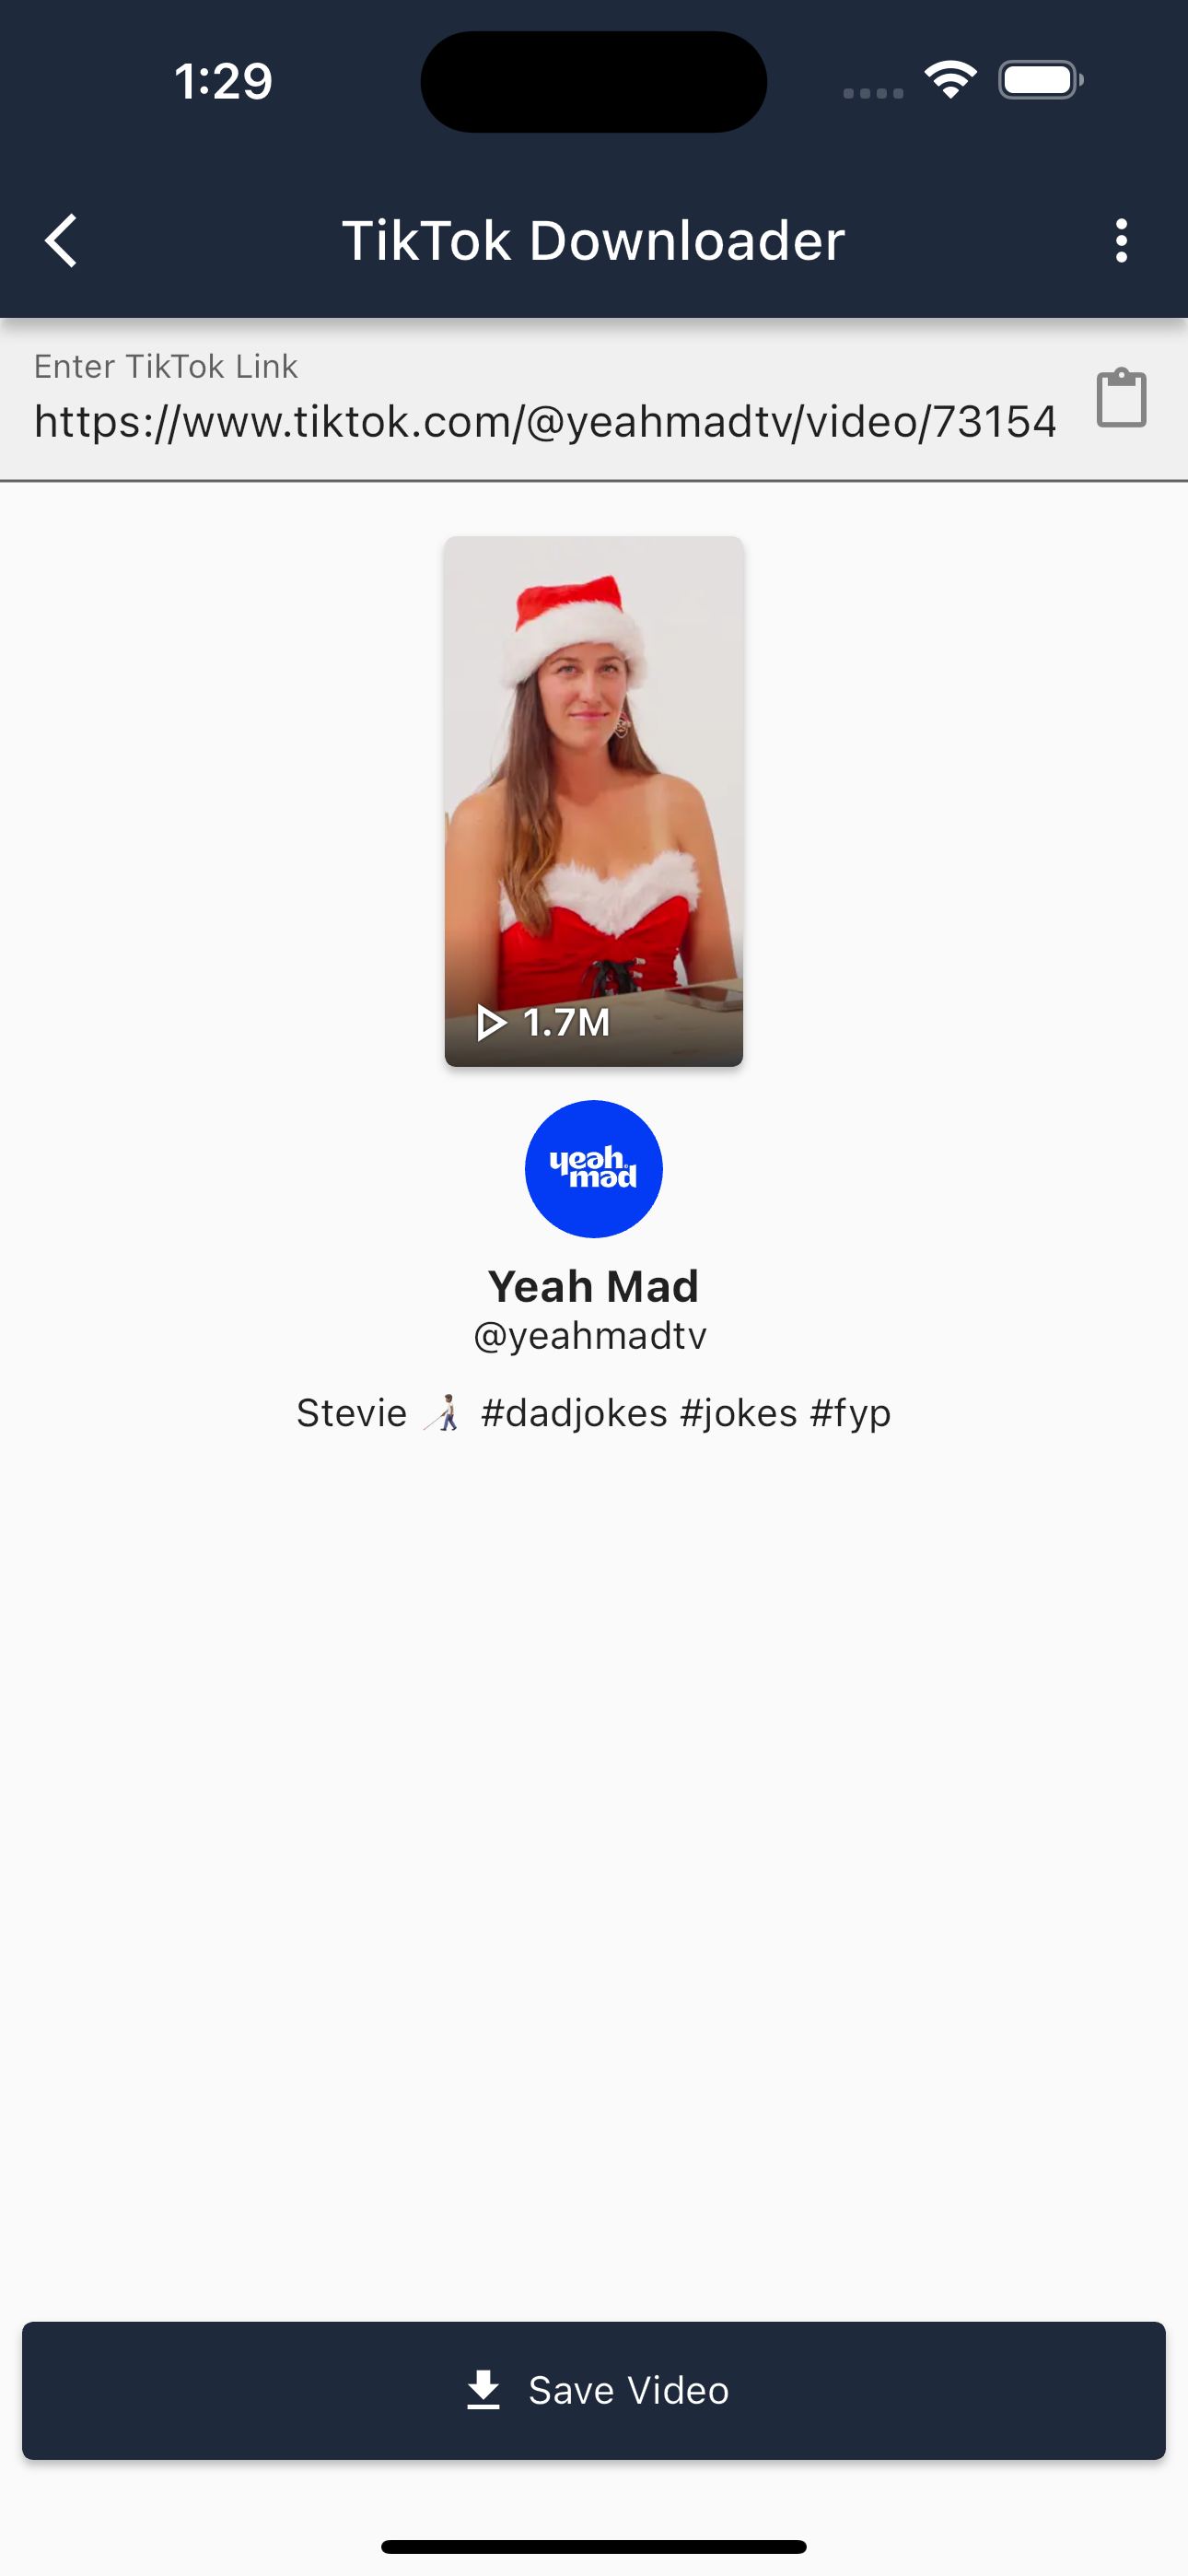 1:29
TikTok Downloader
Enter TikTok Link
https://www.tiktok.com/@yeahmadtv/video/73154
1.7M
yeah
mad
Yeah Mad
@yeahmadtv
Stevie 👨🏾‍🦯 #dadjokes #jokes #fyp
Save Video